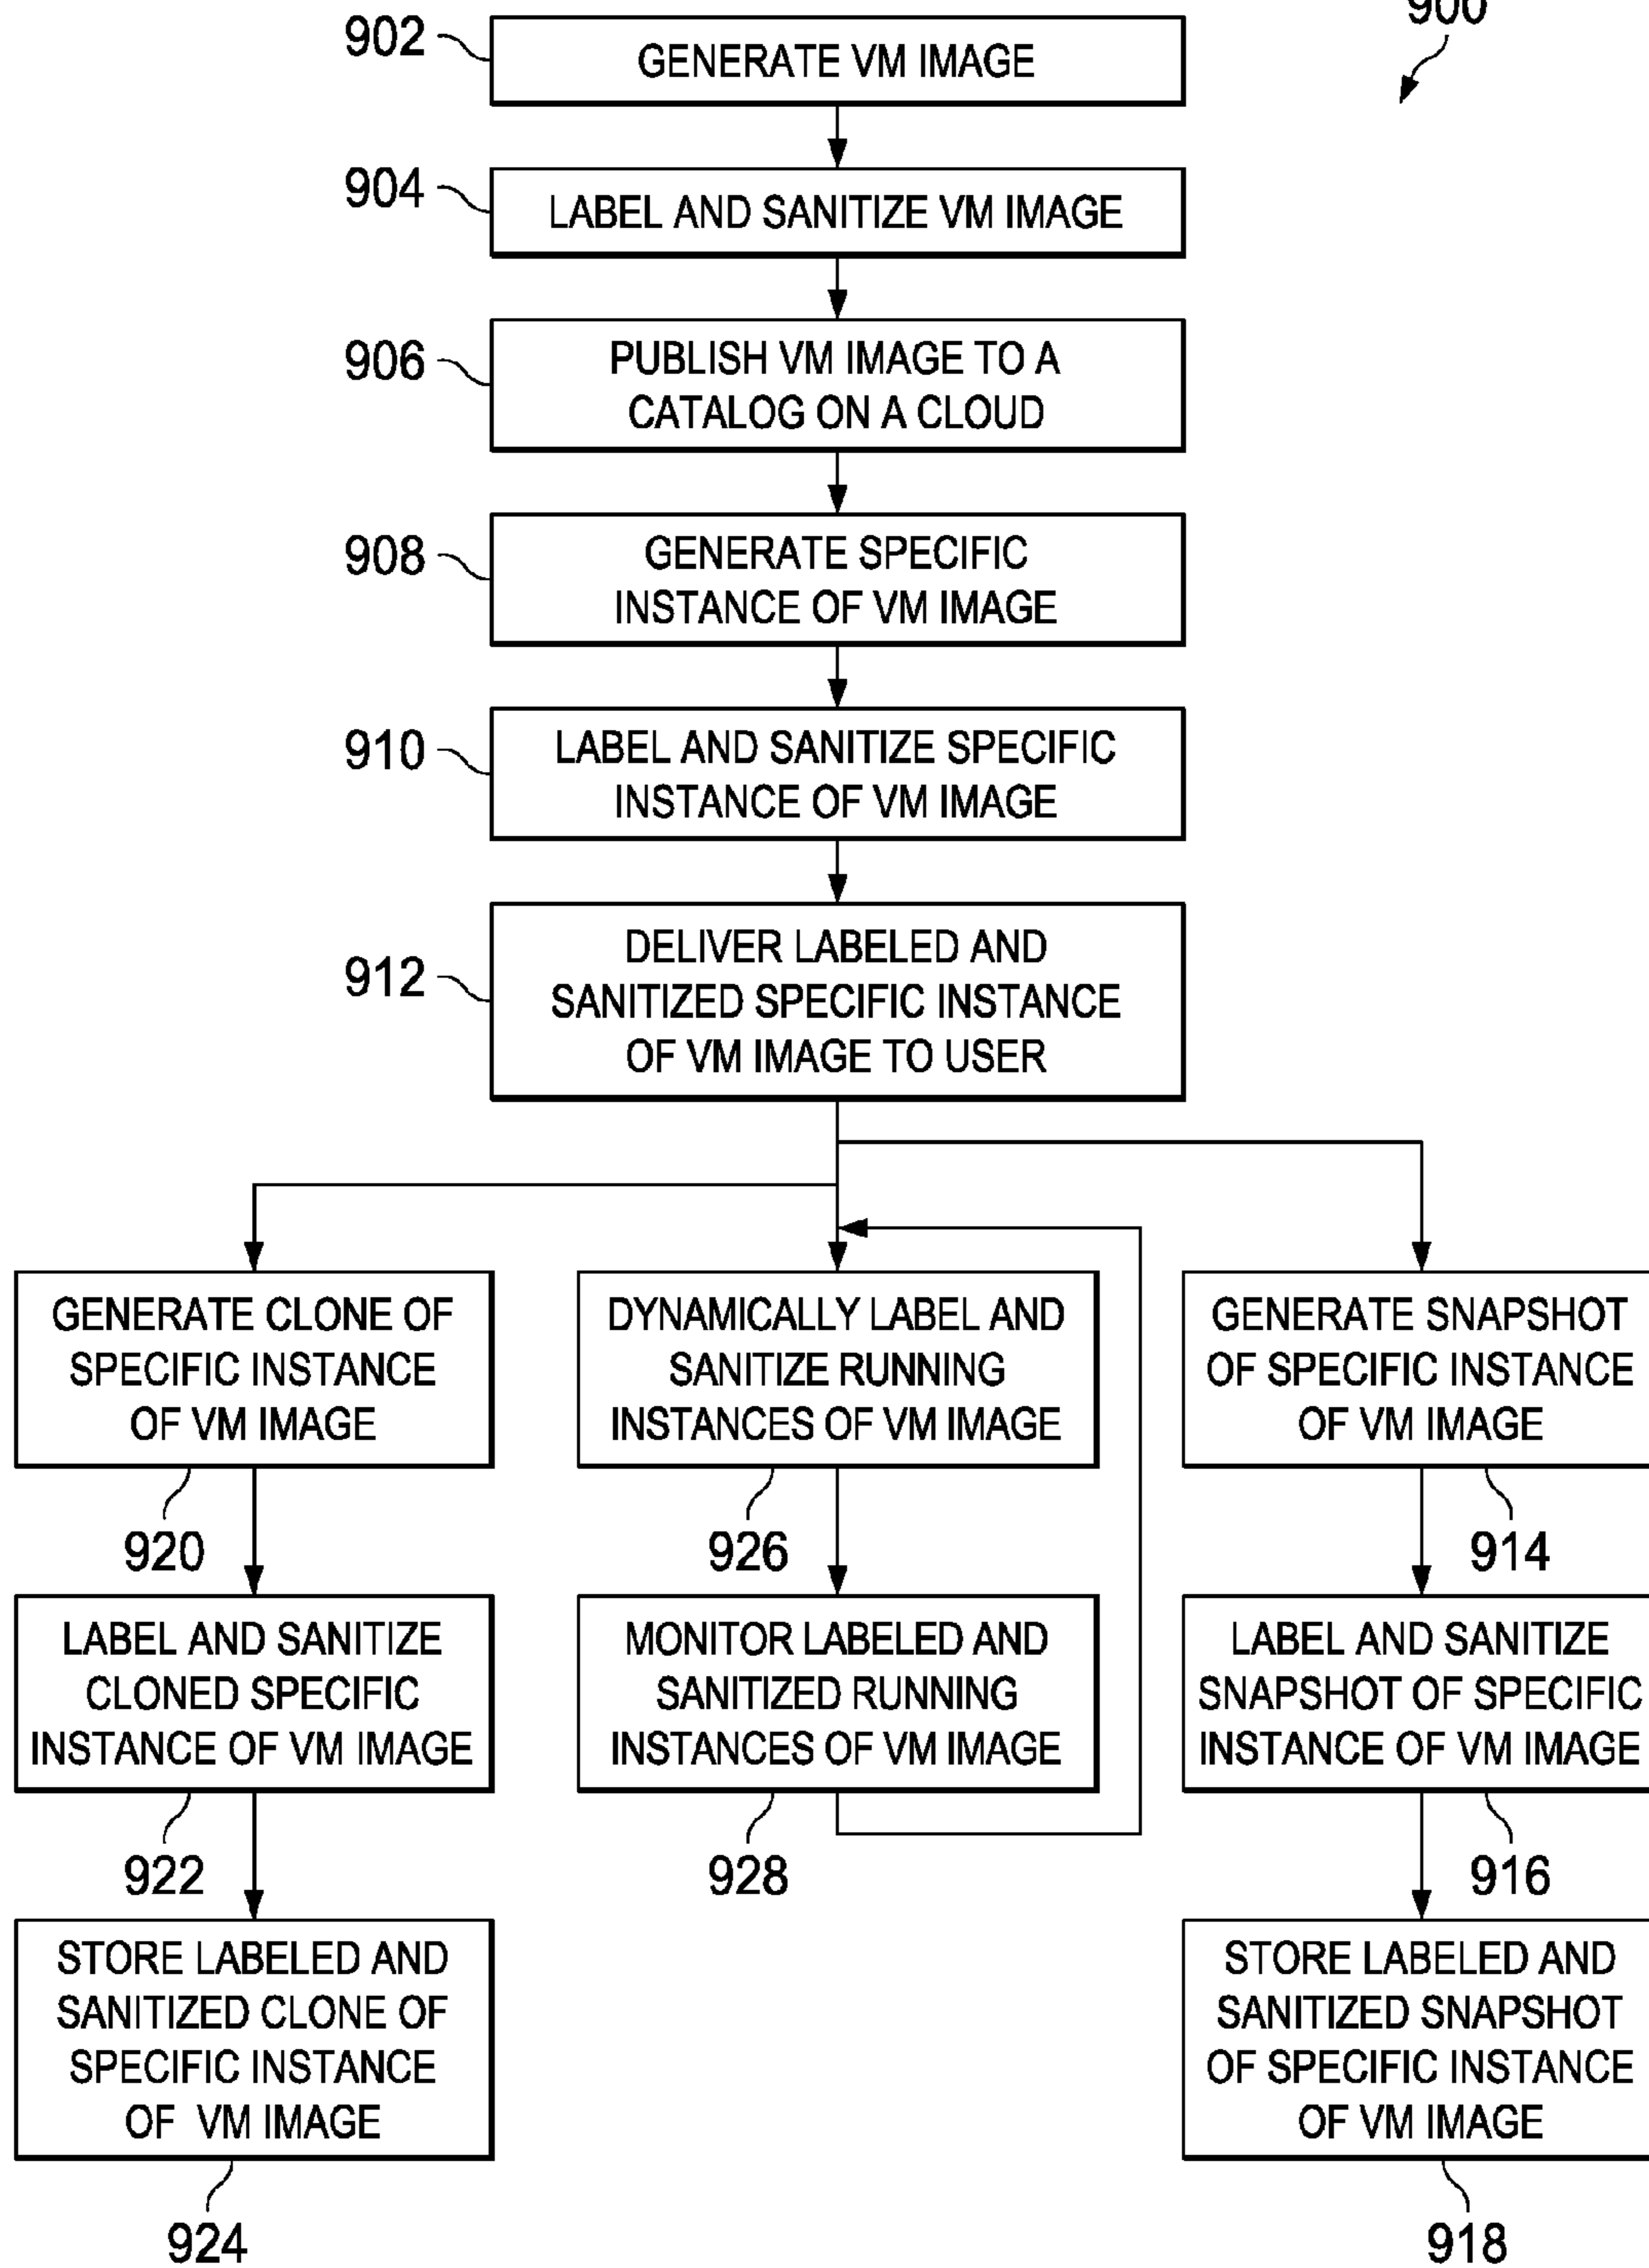 900
902
GENERATE VM IMAGE
904
LABEL AND SANITIZE VM IMAGE
906
PUBLISH VM IMAGE TO A
CATALOG ON A CLOUD
908
GENERATE SPECIFIC
INSTANCE OF VM IMAGE
910
LABEL AND SANITIZE SPECIFIC
INSTANCE OF VM IMAGE
912
DELIVER LABELED AND
SANITIZED SPECIFIC INSTANCE
OF VM IMAGE TO USER
GENERATE CLONE OF
SPECIFIC INSTANCE
OF VM IMAGE
920
DYNAMICALLY LABEL AND
SANITIZE RUNNING
INSTANCES OF VM IMAGE
926
GENERATE SNAPSHOT
OF SPECIFIC INSTANCE
OF VM IMAGE
914
LABEL AND SANITIZE
CLONED SPECIFIC
INSTANCE OF VM IMAGE
922
MONITOR LABELED AND
SANITIZED RUNNING
INSTANCES OF VM IMAGE
928
LABEL AND SANITIZE
SNAPSHOT OF SPECIFIC
INSTANCE OF VM IMAGE
916
STORE LABELED AND
SANITIZED CLONE OF
SPECIFIC INSTANCE
OF VM IMAGE
924
STORE LABELED AND
SANITIZED SNAPSHOT
OF SPECIFIC INSTANCE
OF VM IMAGE
918